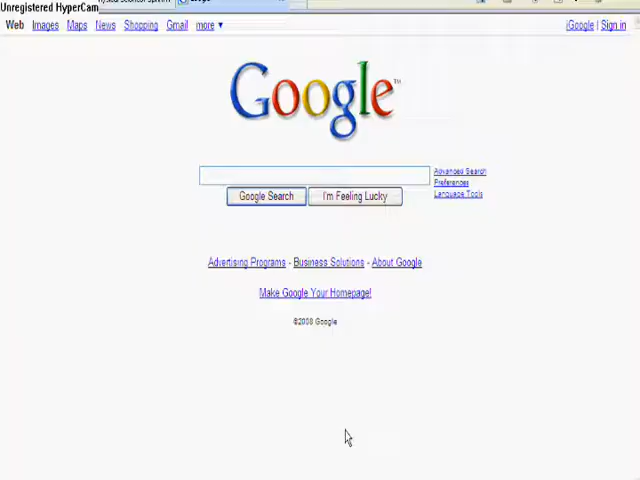 Unregistered HyperCam
Web Images Maps News Shopping Gmail more ▼ iGoogle | Sign in
Google™
Advanced Search
Preferences
Language Tools
Google Search I'm Feeling Lucky
Advertising Programs - Business Solutions - About Google
Make Google Your Homepage!
©2008 Google